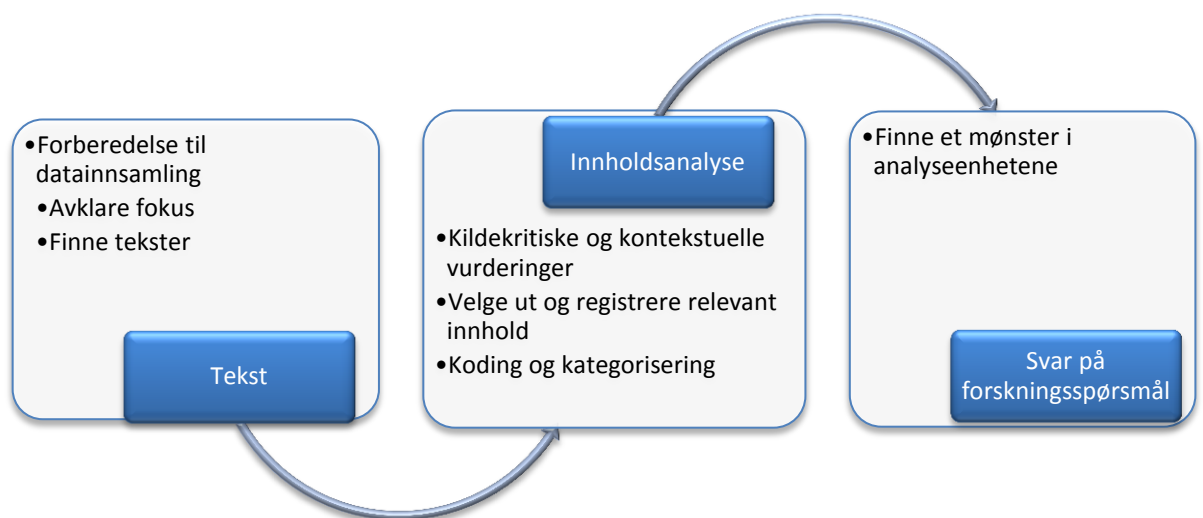 •Forberedelse til
datainnsamling
•Avklare fokus
•Finne tekster
Tekst
Innholdsanalyse
•Kildekritiske og kontekstuelle
vurderinger
•Velge ut og registrere relevant
innhold
•Koding og kategorisering
•Finne et mønster i
analyseenhetene
Svar på
forskningsspørsmål